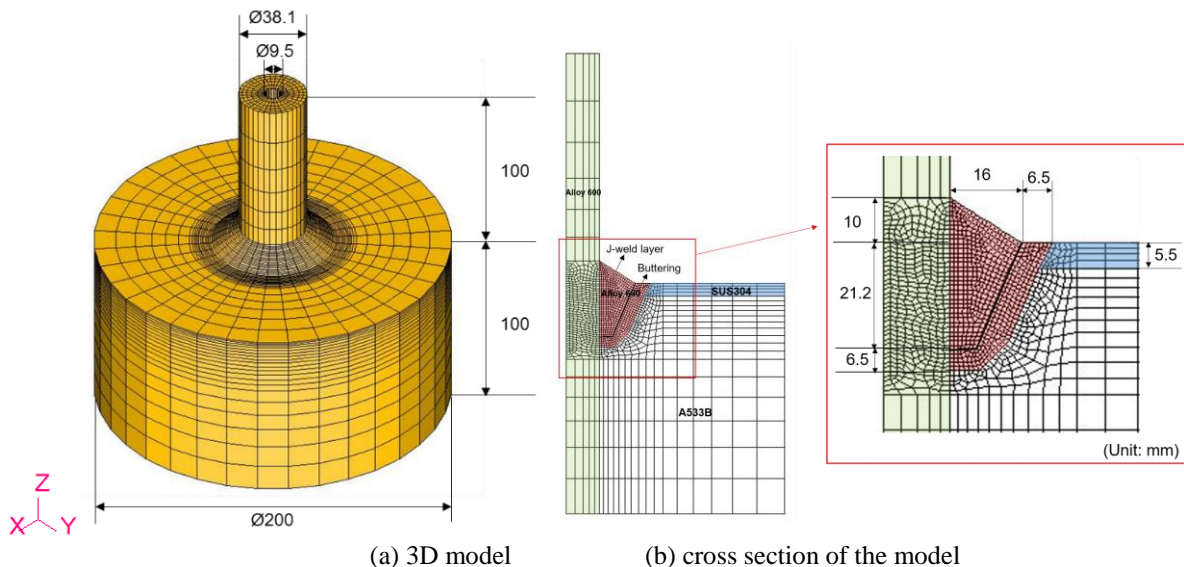 Ø38.1
Ø9.5
100
100
Ø200
Z
X
Y
Alloy 600
J-weld layer
Buttering
Alloy 600
SUS304
A533B
16
6.5
10
5.5
21.2
6.5
(Unit: mm)
(a) 3D model
(b) cross section of the model